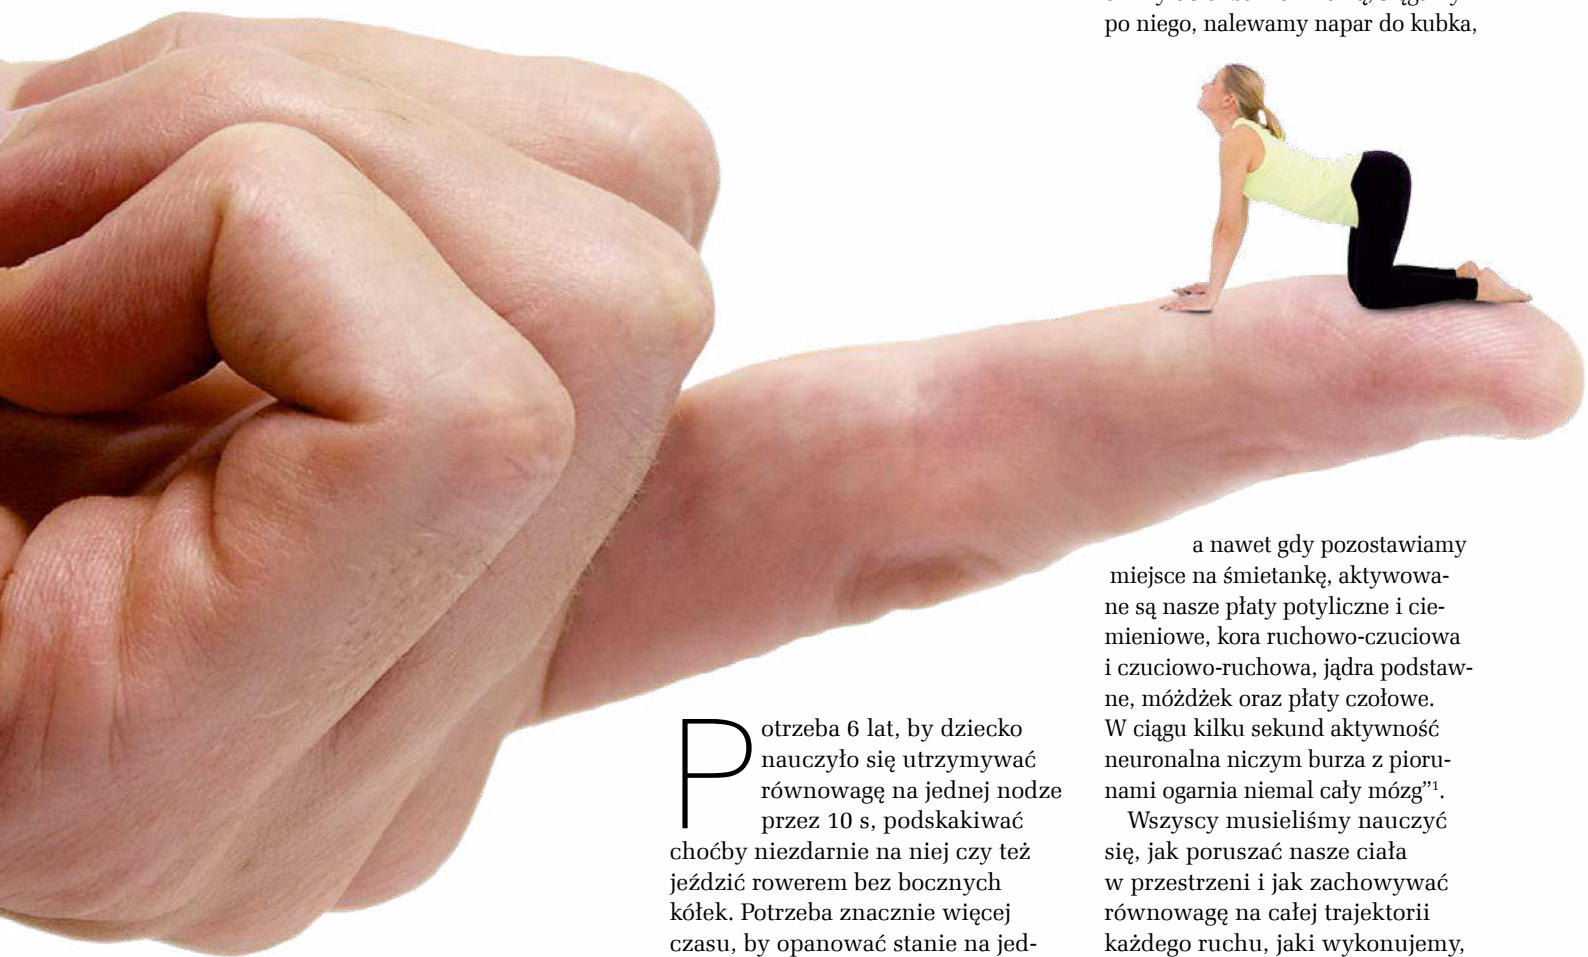 Potrzeba 6 lat, by dziecko
nauczyło się utrzymywać
równowagę na jednej nodze
przez 10 s, podskakiwać
choćby niezdarnie na niej czy też
jeździć rowerem bez bocznych
kółek. Potrzeba znacznie więcej
czasu, by opanować stanie na jed-
po niego, nalewamy napar do kubka,
a nawet gdy pozostawiamy
miejsce na śmietankę, aktywowa-
ne są nasze płaty potyliczne i cie-
mieniowe, kora ruchowo-czuciowa
i czuciowo-ruchowa, jądra podstaw-
ne, móżdżek oraz płaty czołowe.
W ciągu kilku sekund aktywność
neuronalna niczym burza z pioru-
nami ogarnia niemal cały mózg”¹.
Wszyscy musieliśmy nauczyć
się, jak poruszać nasze ciała
w przestrzeni i jak zachowywać
równowagę na całej trajektorii
każdego ruchu, jaki wykonujemy,